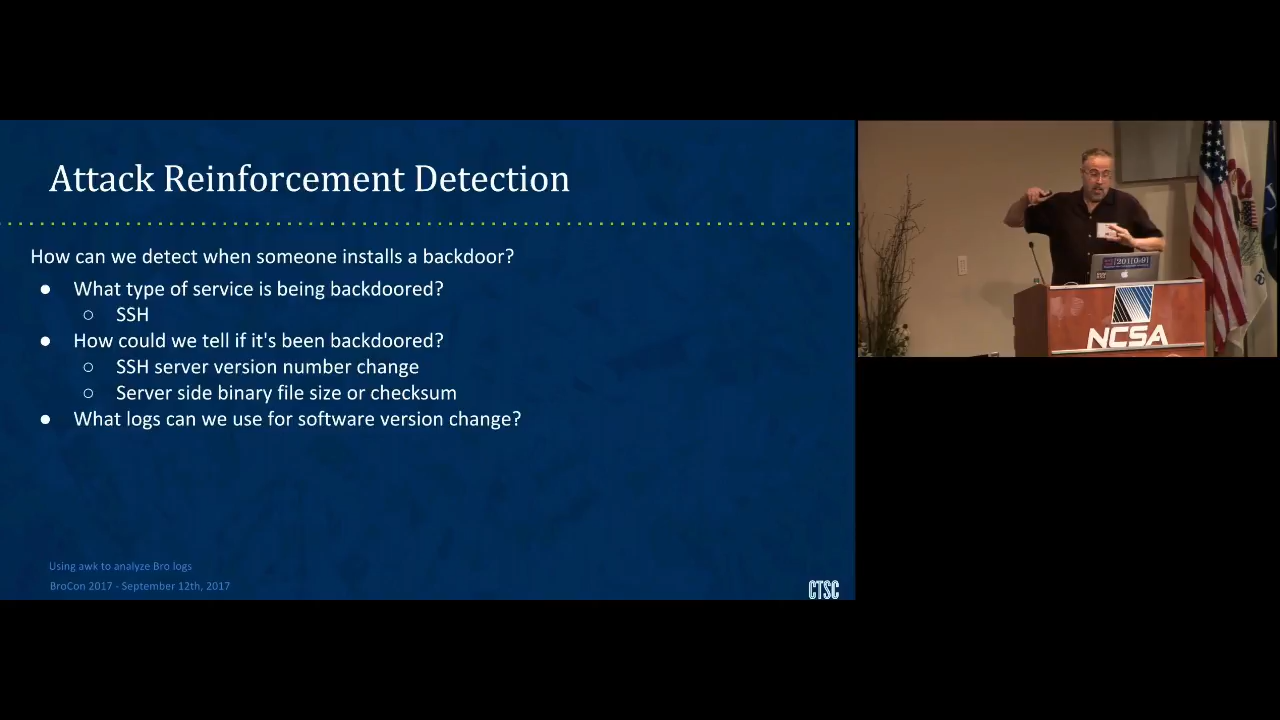 Attack Reinforcement Detection
How can we detect when someone installs a backdoor?
● What type of service is being backdoored?
○ SSH
● How could we tell if it's been backdoored?
○ SSH server version number change
○ Server side binary file size or checksum
● What logs can we use for software version change?
Using awk to analyze Bro logs
BroCon 2017 - September 12th, 2017
CTSC
NCSA